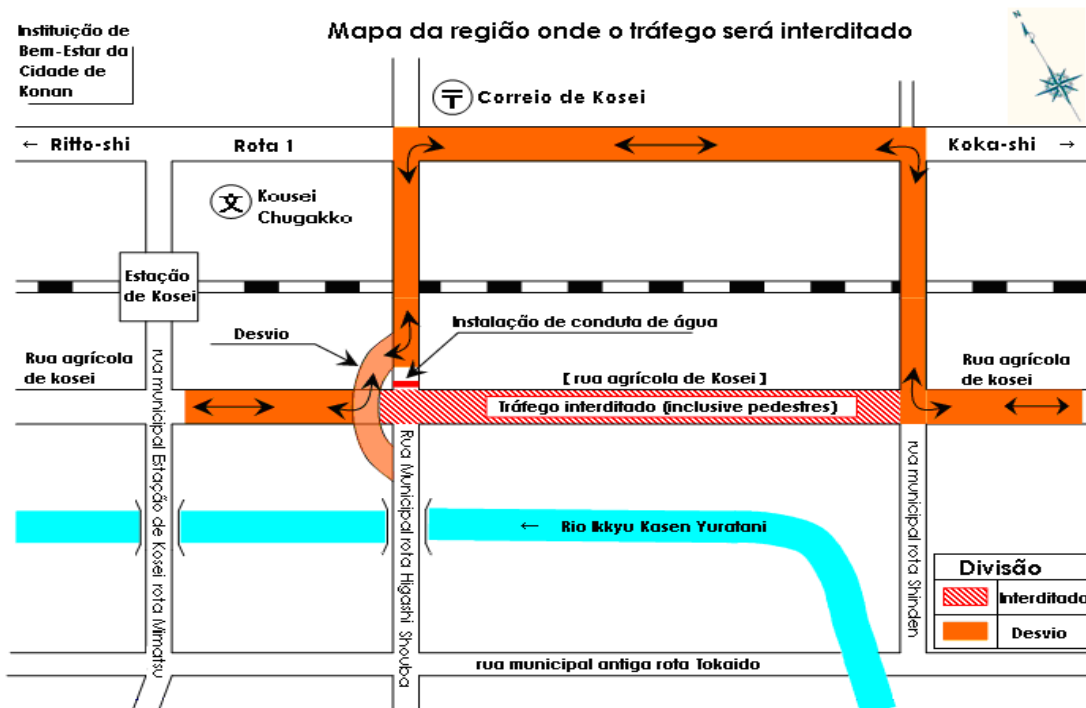 Mapa da região onde o tráfego será interditado
Instituição de
Bem-Estar da
Cidade de
Konan
N
〒 Correio de Kosei
← Ritto-shi
Rota 1
Koka-shi →
文
Kousei
Chugakko
Estação
de Kosei
Desvio
Instalação de conduta de água
Rua agrícola
de kosei
[ rua agrícola de Kosei ]
Rua agrícola
de kosei
Tráfego interditado (inclusive pedestres)
rua municipal Estação de Kosei rota Mimatsu
Rua Municipal rota Higashi Shouba
rua municipal rota Shinden
← Rio Ikkyu Kasen Yuratani
Divisão
Interditado
Desvio
rua municipal antiga rota Tokaido